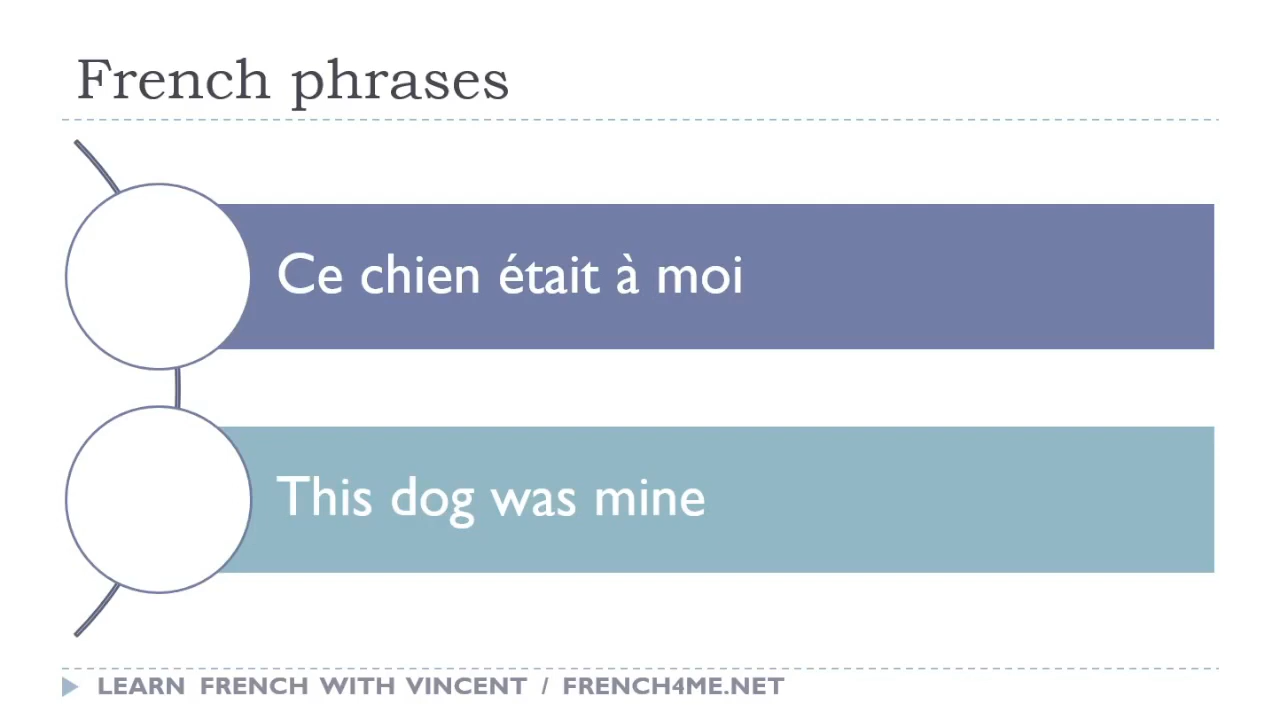 French phrases
Ce chien était à moi
This dog was mine
LEARN FRENCH WITH VINCENT / FRENCH4ME.NET